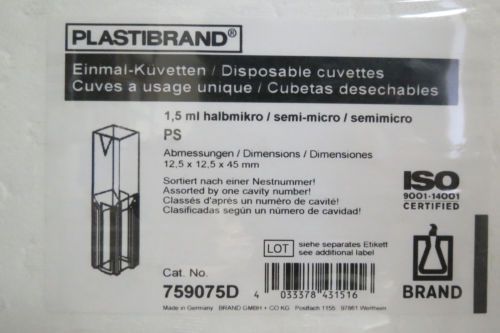 PLASTIBRAND®
Einmal-Küvetten / Disposable cuvettes
Cuves a usage unique / Cubetas desechables
1,5 ml halbmikro / semi-micro / semimicro
PS
Abmessungen / Dimensions / Dimensiones
12,5 x 12,5 x 45 mm
Sortiert nach einer Nestnummer!
Assorted by one cavity number!
Classés d'après un numéro de cavité!
Clasificadas según un número de cavidad!
ISO
9001-14001
CERTIFIED
LOT siehe separates Etikett
see additional label
Cat. No.
759075D
4 033378 431516
BRAND
Made in Germany BRAND GMBH + CO KG Postfach 1155 97861 Wertheim